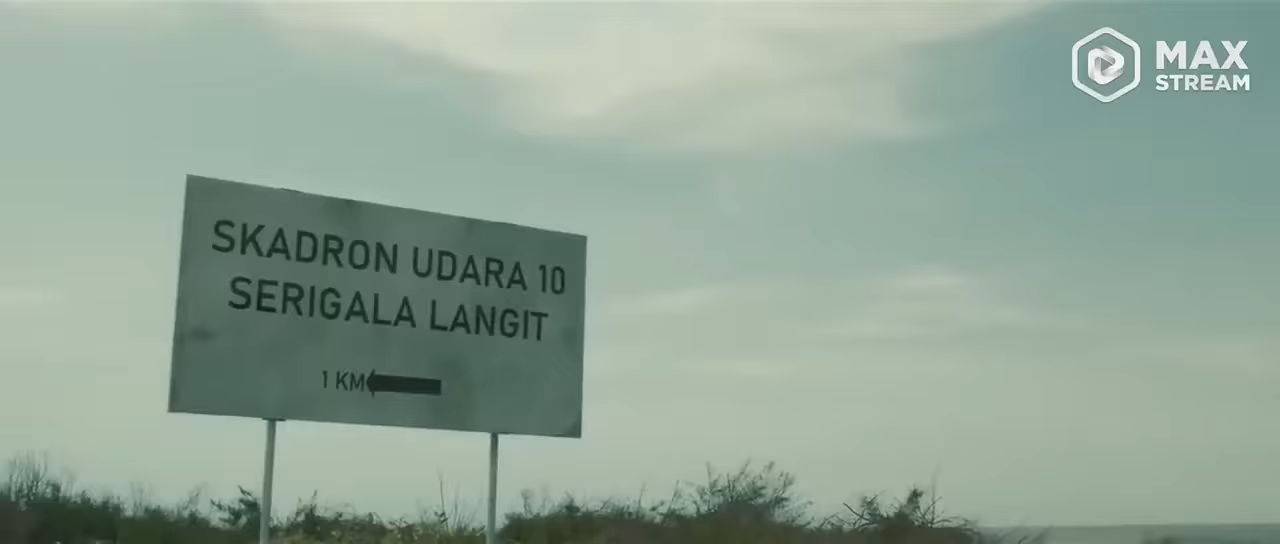 MAX
STREAM
SKADRON UDARA 10
SERIGALA LANGIT
1 KM